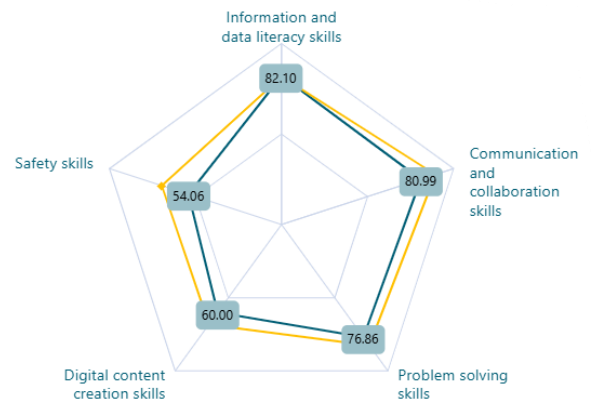 Information and
data literacy skills
82.10
Safety skills
Communication
and
collaboration
skills
80.99
54.06
60.00
76.86
Digital content
creation skills
Problem solving
skills